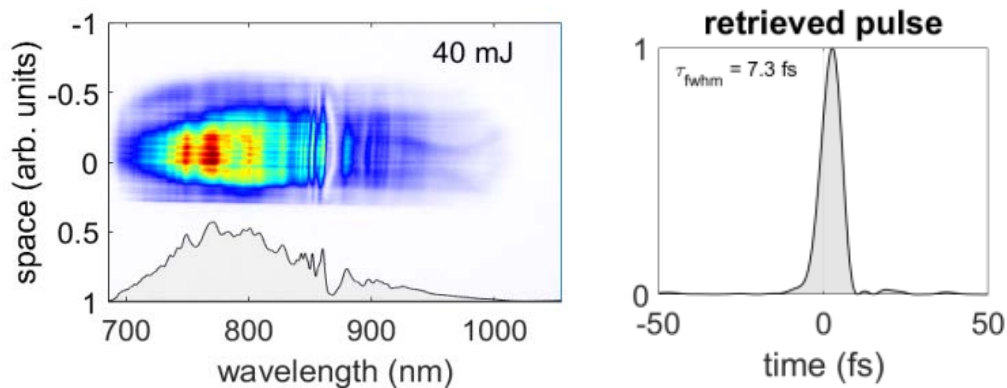 -1
-0.5
0
0.5
1
space (arb. units)
40 mJ
700
800
900
1000
wavelength (nm)
retrieved pulse
1
0
τfwhm = 7.3 fs
-50
0
50
time (fs)